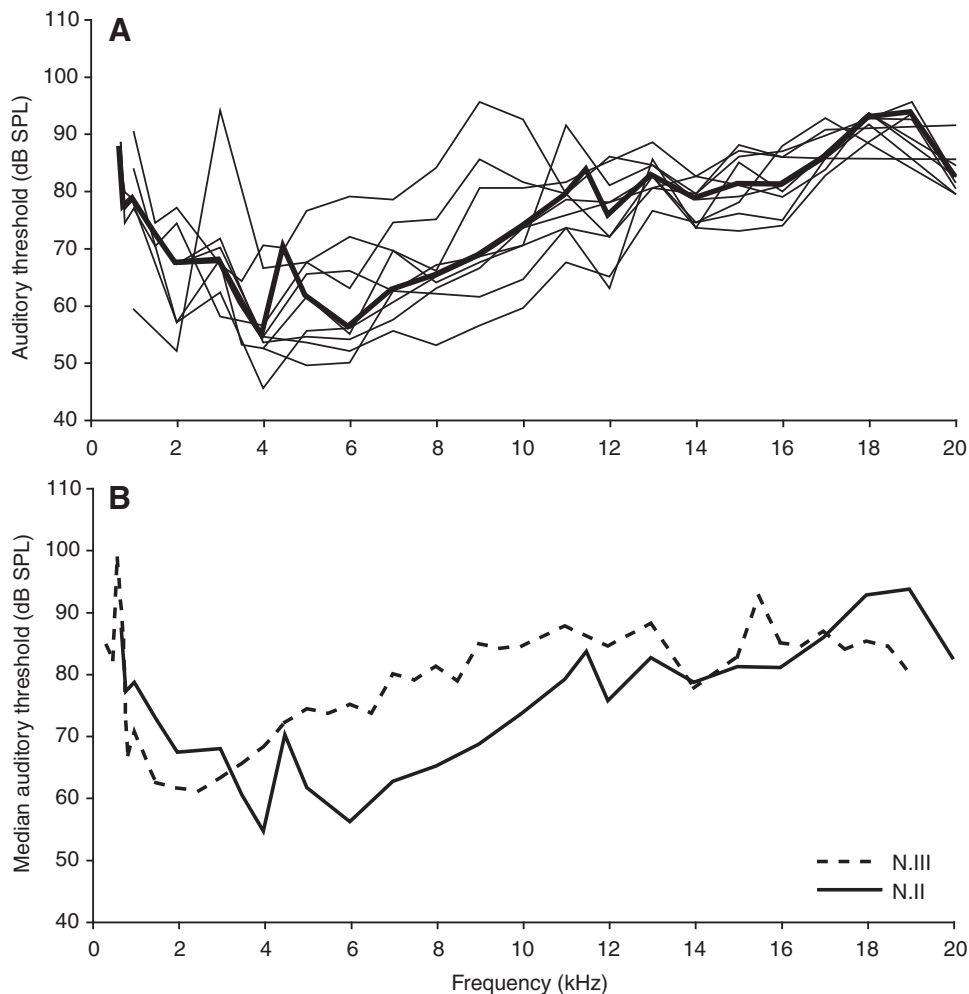 A
110
100
90
80
70
60
50
40
Auditory threshold (dB SPL)
0 2 4 6 8 10 12 14 16 18 20
B
110
100
90
80
70
60
50
40
Median auditory threshold (dB SPL)
N.III
N.II
0 2 4 6 8 10 12 14 16 18 20
Frequency (kHz)